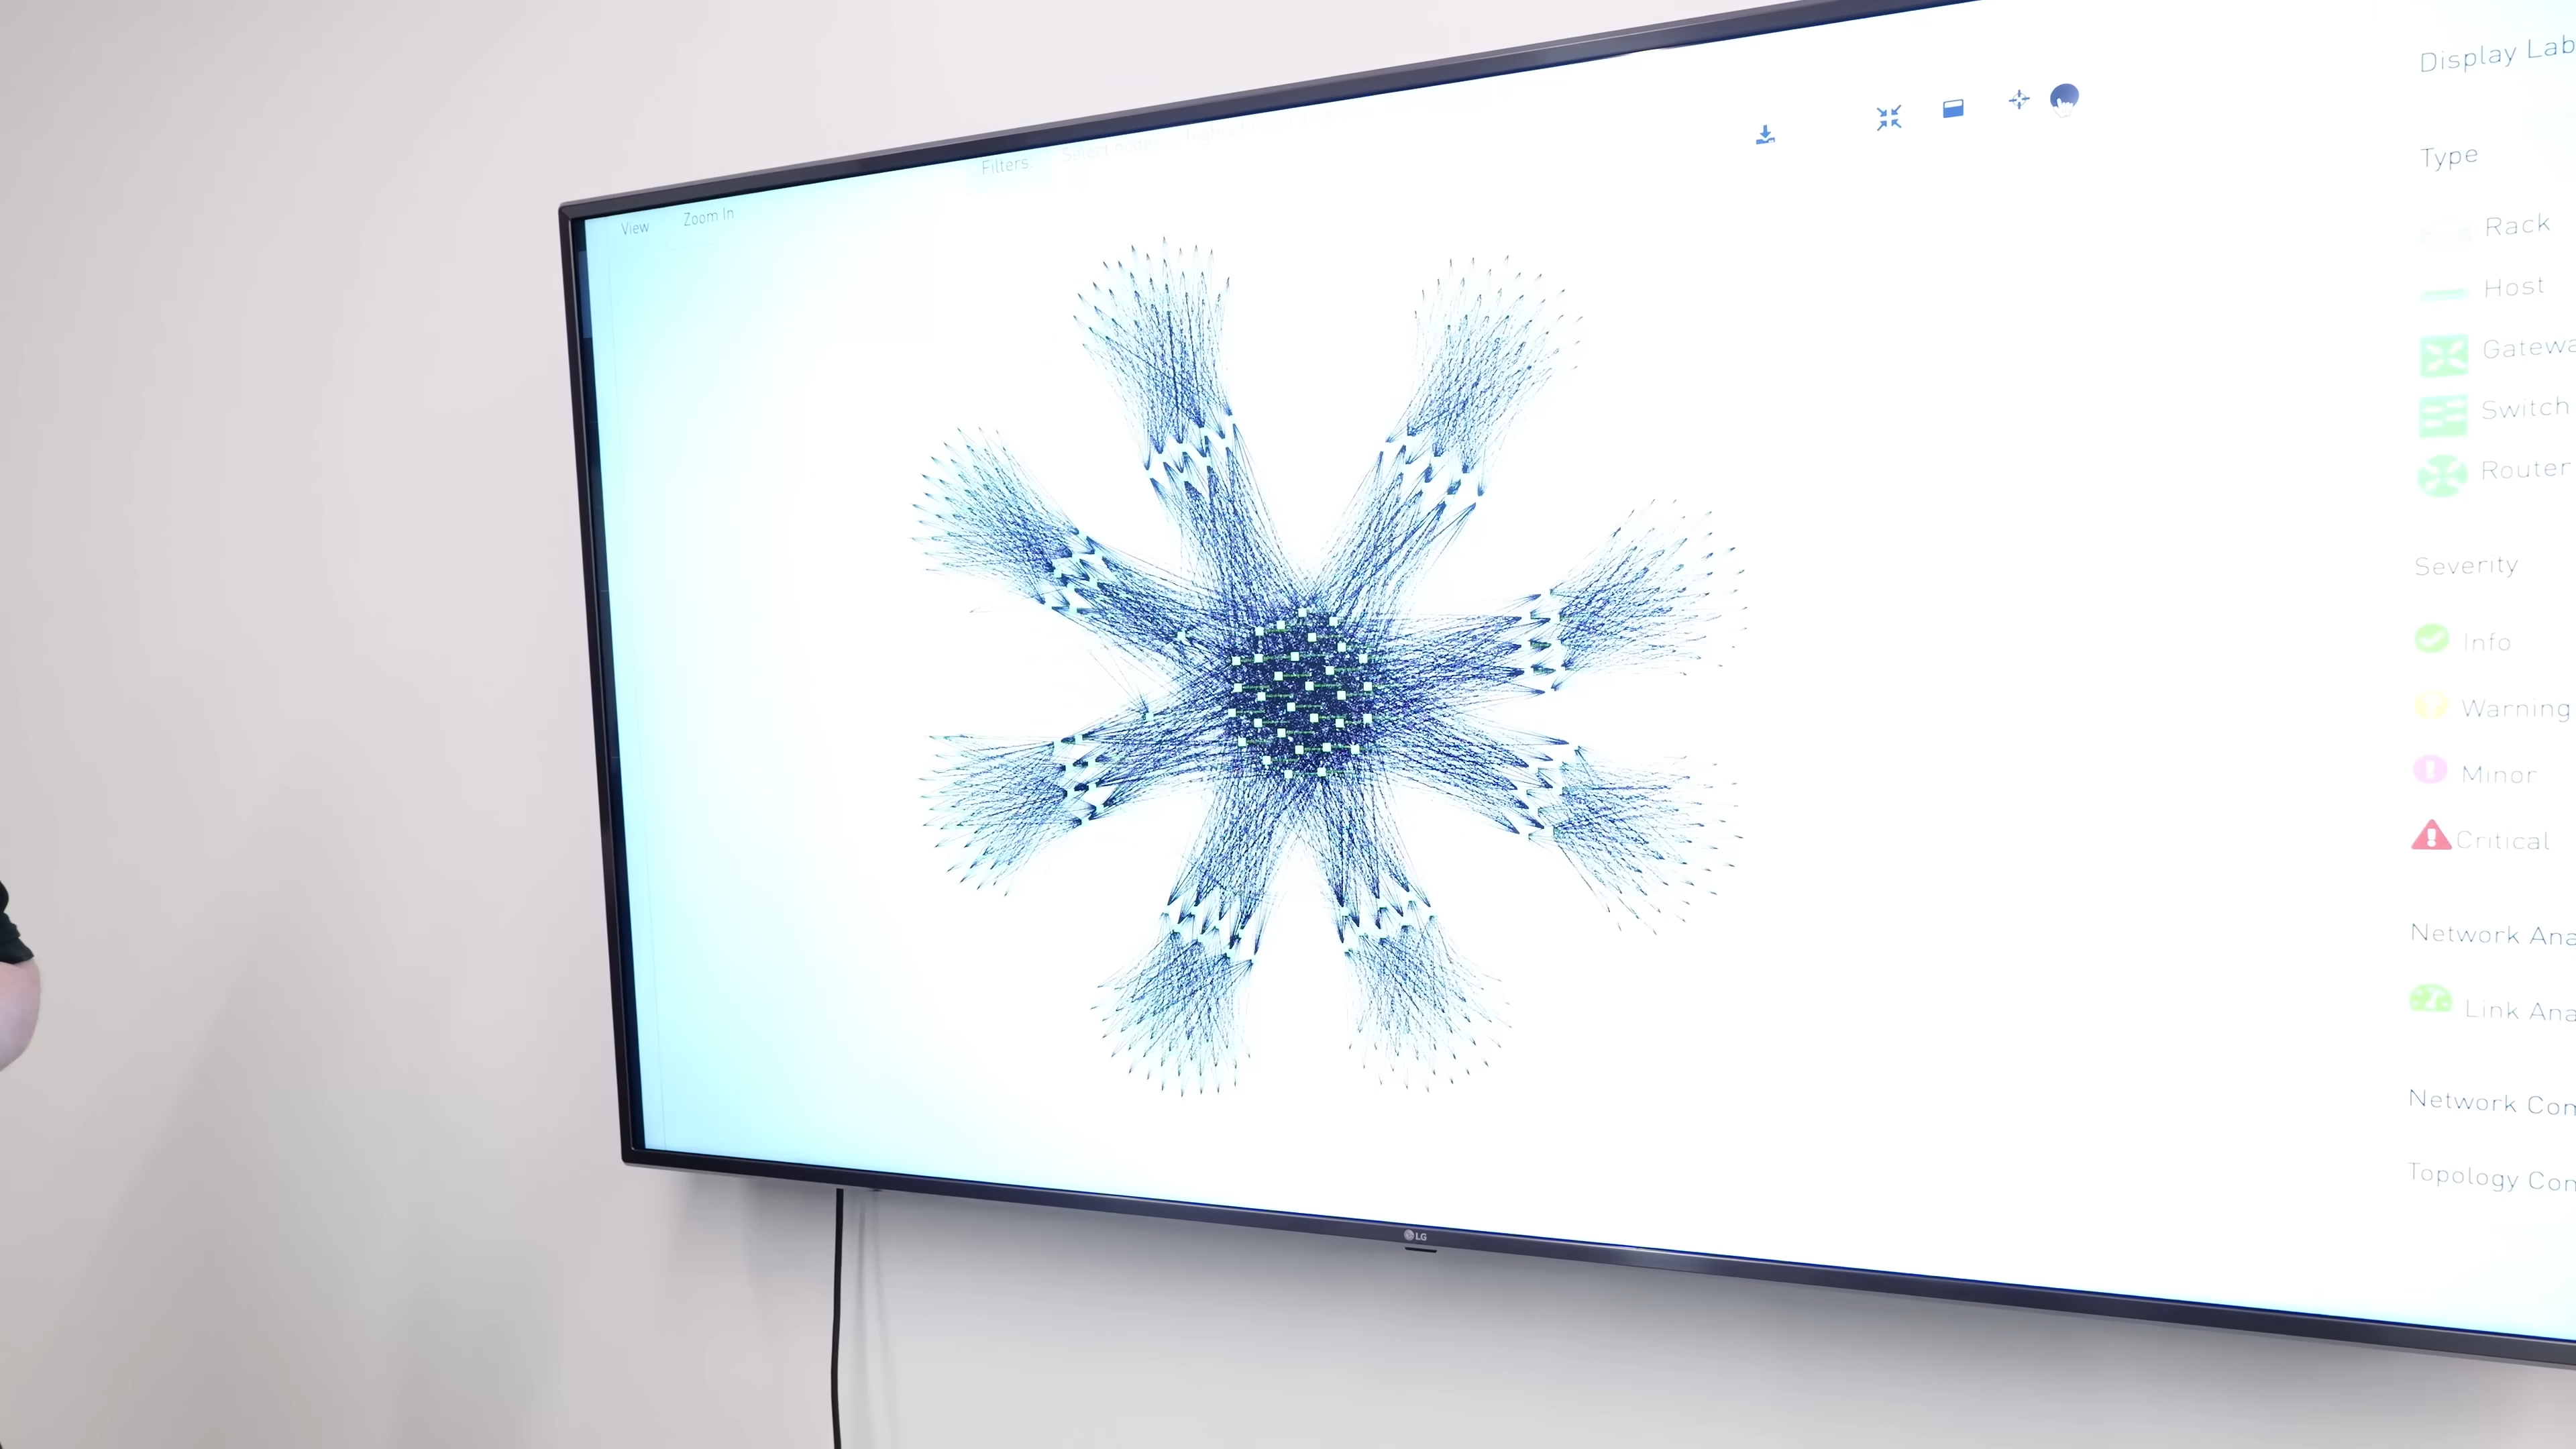 View
Zoom In
Filters
Display Lab
Type
Rack
Host
Gatewa
Switch
Router
Severity
Info
Warning
Minor
Critical
Network Ana
Link Ana
Network Con
Topology Con
LG